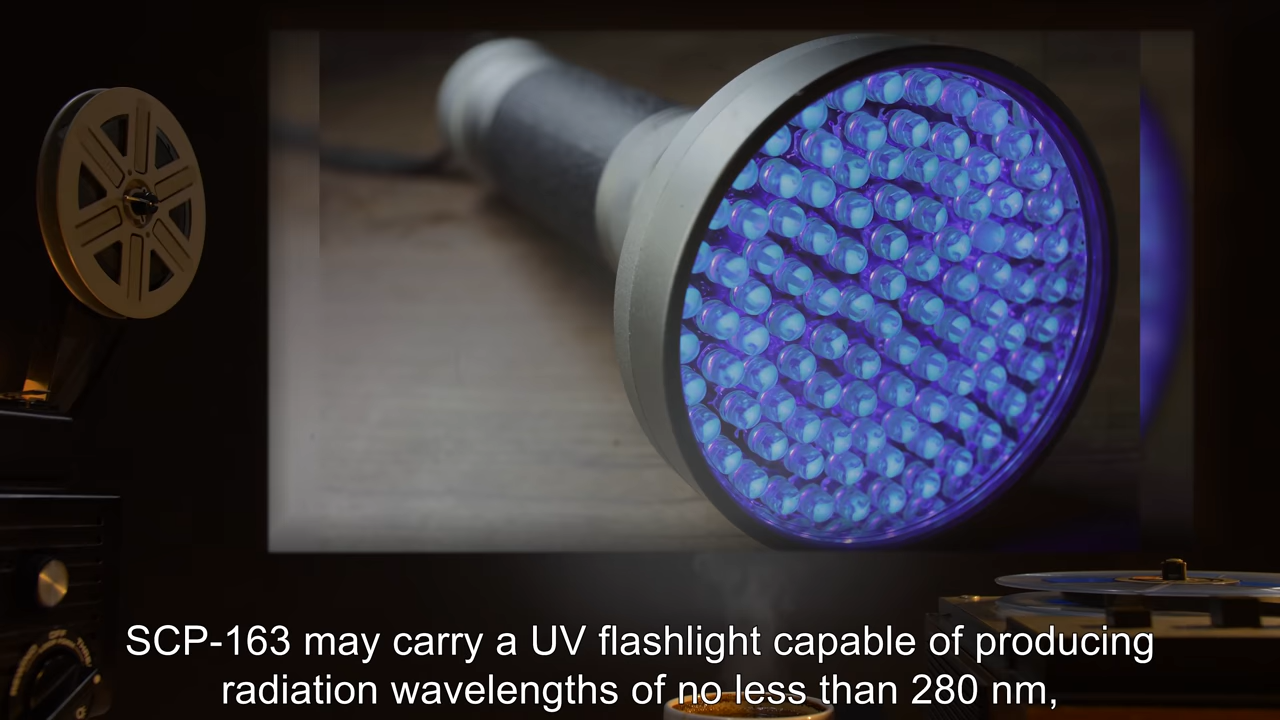 SCP-163 may carry a UV flashlight capable of producing
radiation wavelengths of no less than 280 nm,